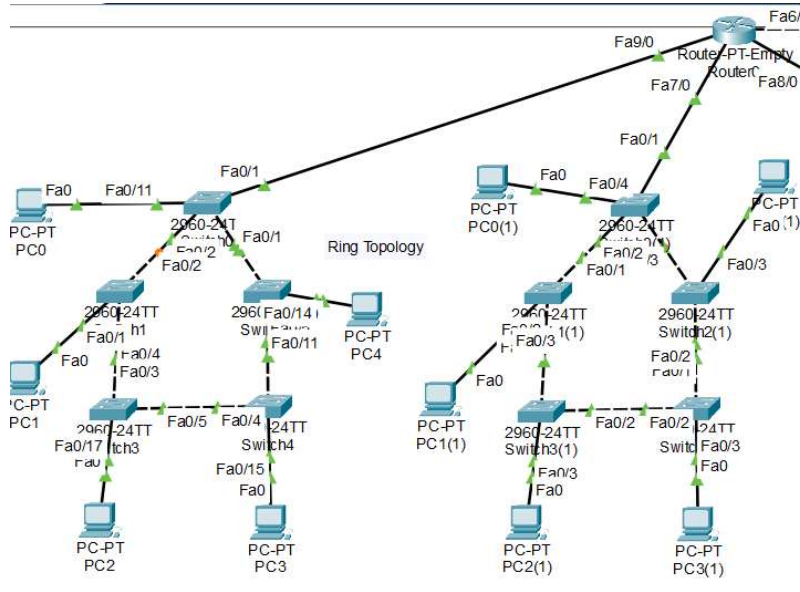 Fa6/
Fa9/0
Router-PT-Empty
Fa7/0
Fa8/0
Fa0/1
Fa0/1
Fa0
Fa0/11
Fa0
Fa0/4
PC-PT
PC0
2960-24T
Fa0/1
Fa0/2
Ring Topology
PC-PT
PC0(1)
2960-24TT
PC-PT
Fa0
Fa0/3
Fa0/2
Fa0/1
2960-24TT
Fa0/1
Fa0/4
Fa0/3
Fa0
PC1
Fa0/14
Fa0/11
PC-PT
PC4
2960-24TT
Fa0/3
Fa0
PC-PT
PC1(1)
2960-24TT
Switch2(1)
Fa0/2
2960-24TT
Fa0/17
Fa0/5
Fa0/4
-24TT
Switch4
Fa0/15
Fa0
PC-PT
PC2
PC-PT
PC3
2960-24TT
Switch3(1)
Fa0/2
Fa0/2
Fa0/3
Fa0
Fa0/3
Fa0
PC-PT
PC2(1)
PC-PT
PC3(1)